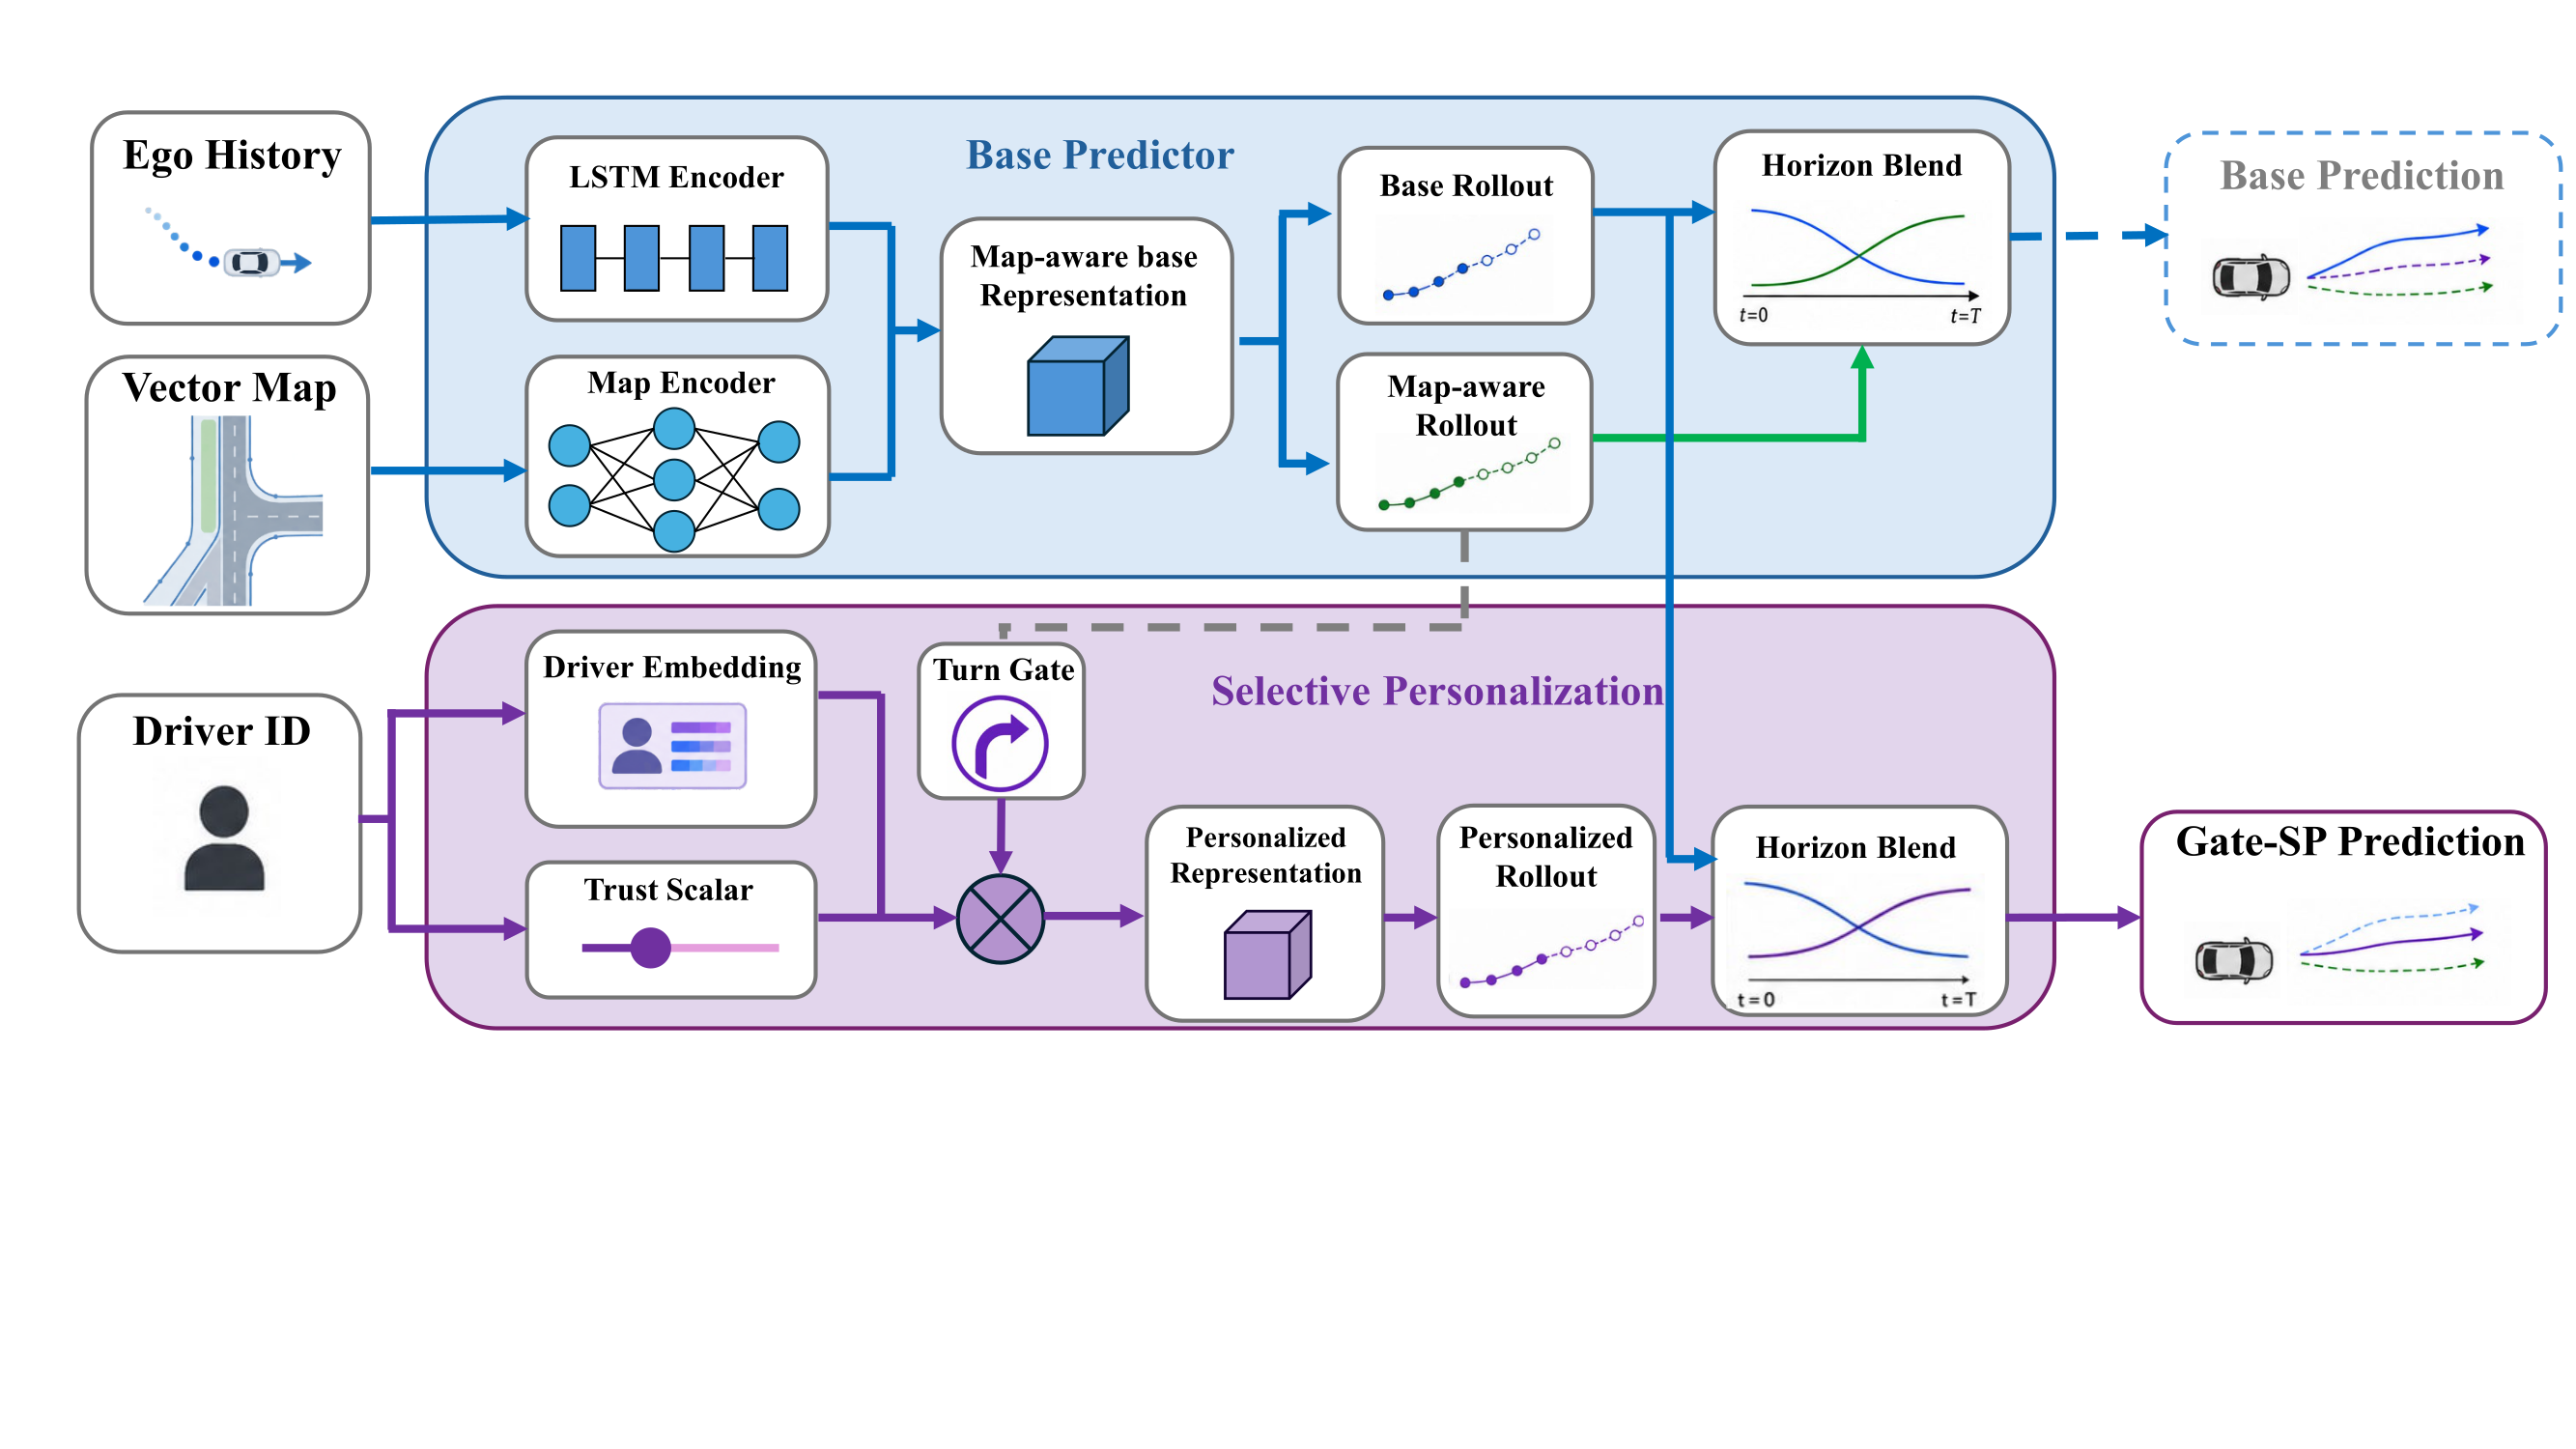 Ego History
Vector Map
Driver ID
Base Predictor
LSTM Encoder
Map Encoder
Map-aware base
Representation
Base Rollout
Map-aware
Rollout
Horizon Blend
t=0
t=T
Base Prediction
Selective Personalization
Driver Embedding
Trust Scalar
Turn Gate
Personalized
Representation
Personalized
Rollout
Horizon Blend
t=0
t=T
Gate-SP Prediction